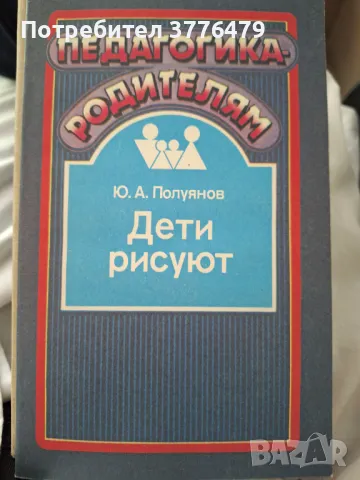 Потребител 3776479
ПЕДАГОГИКА-
РОДИТЕЛЯМ
Ю. А. Полуянов
Дети
рисуют
BAZAR